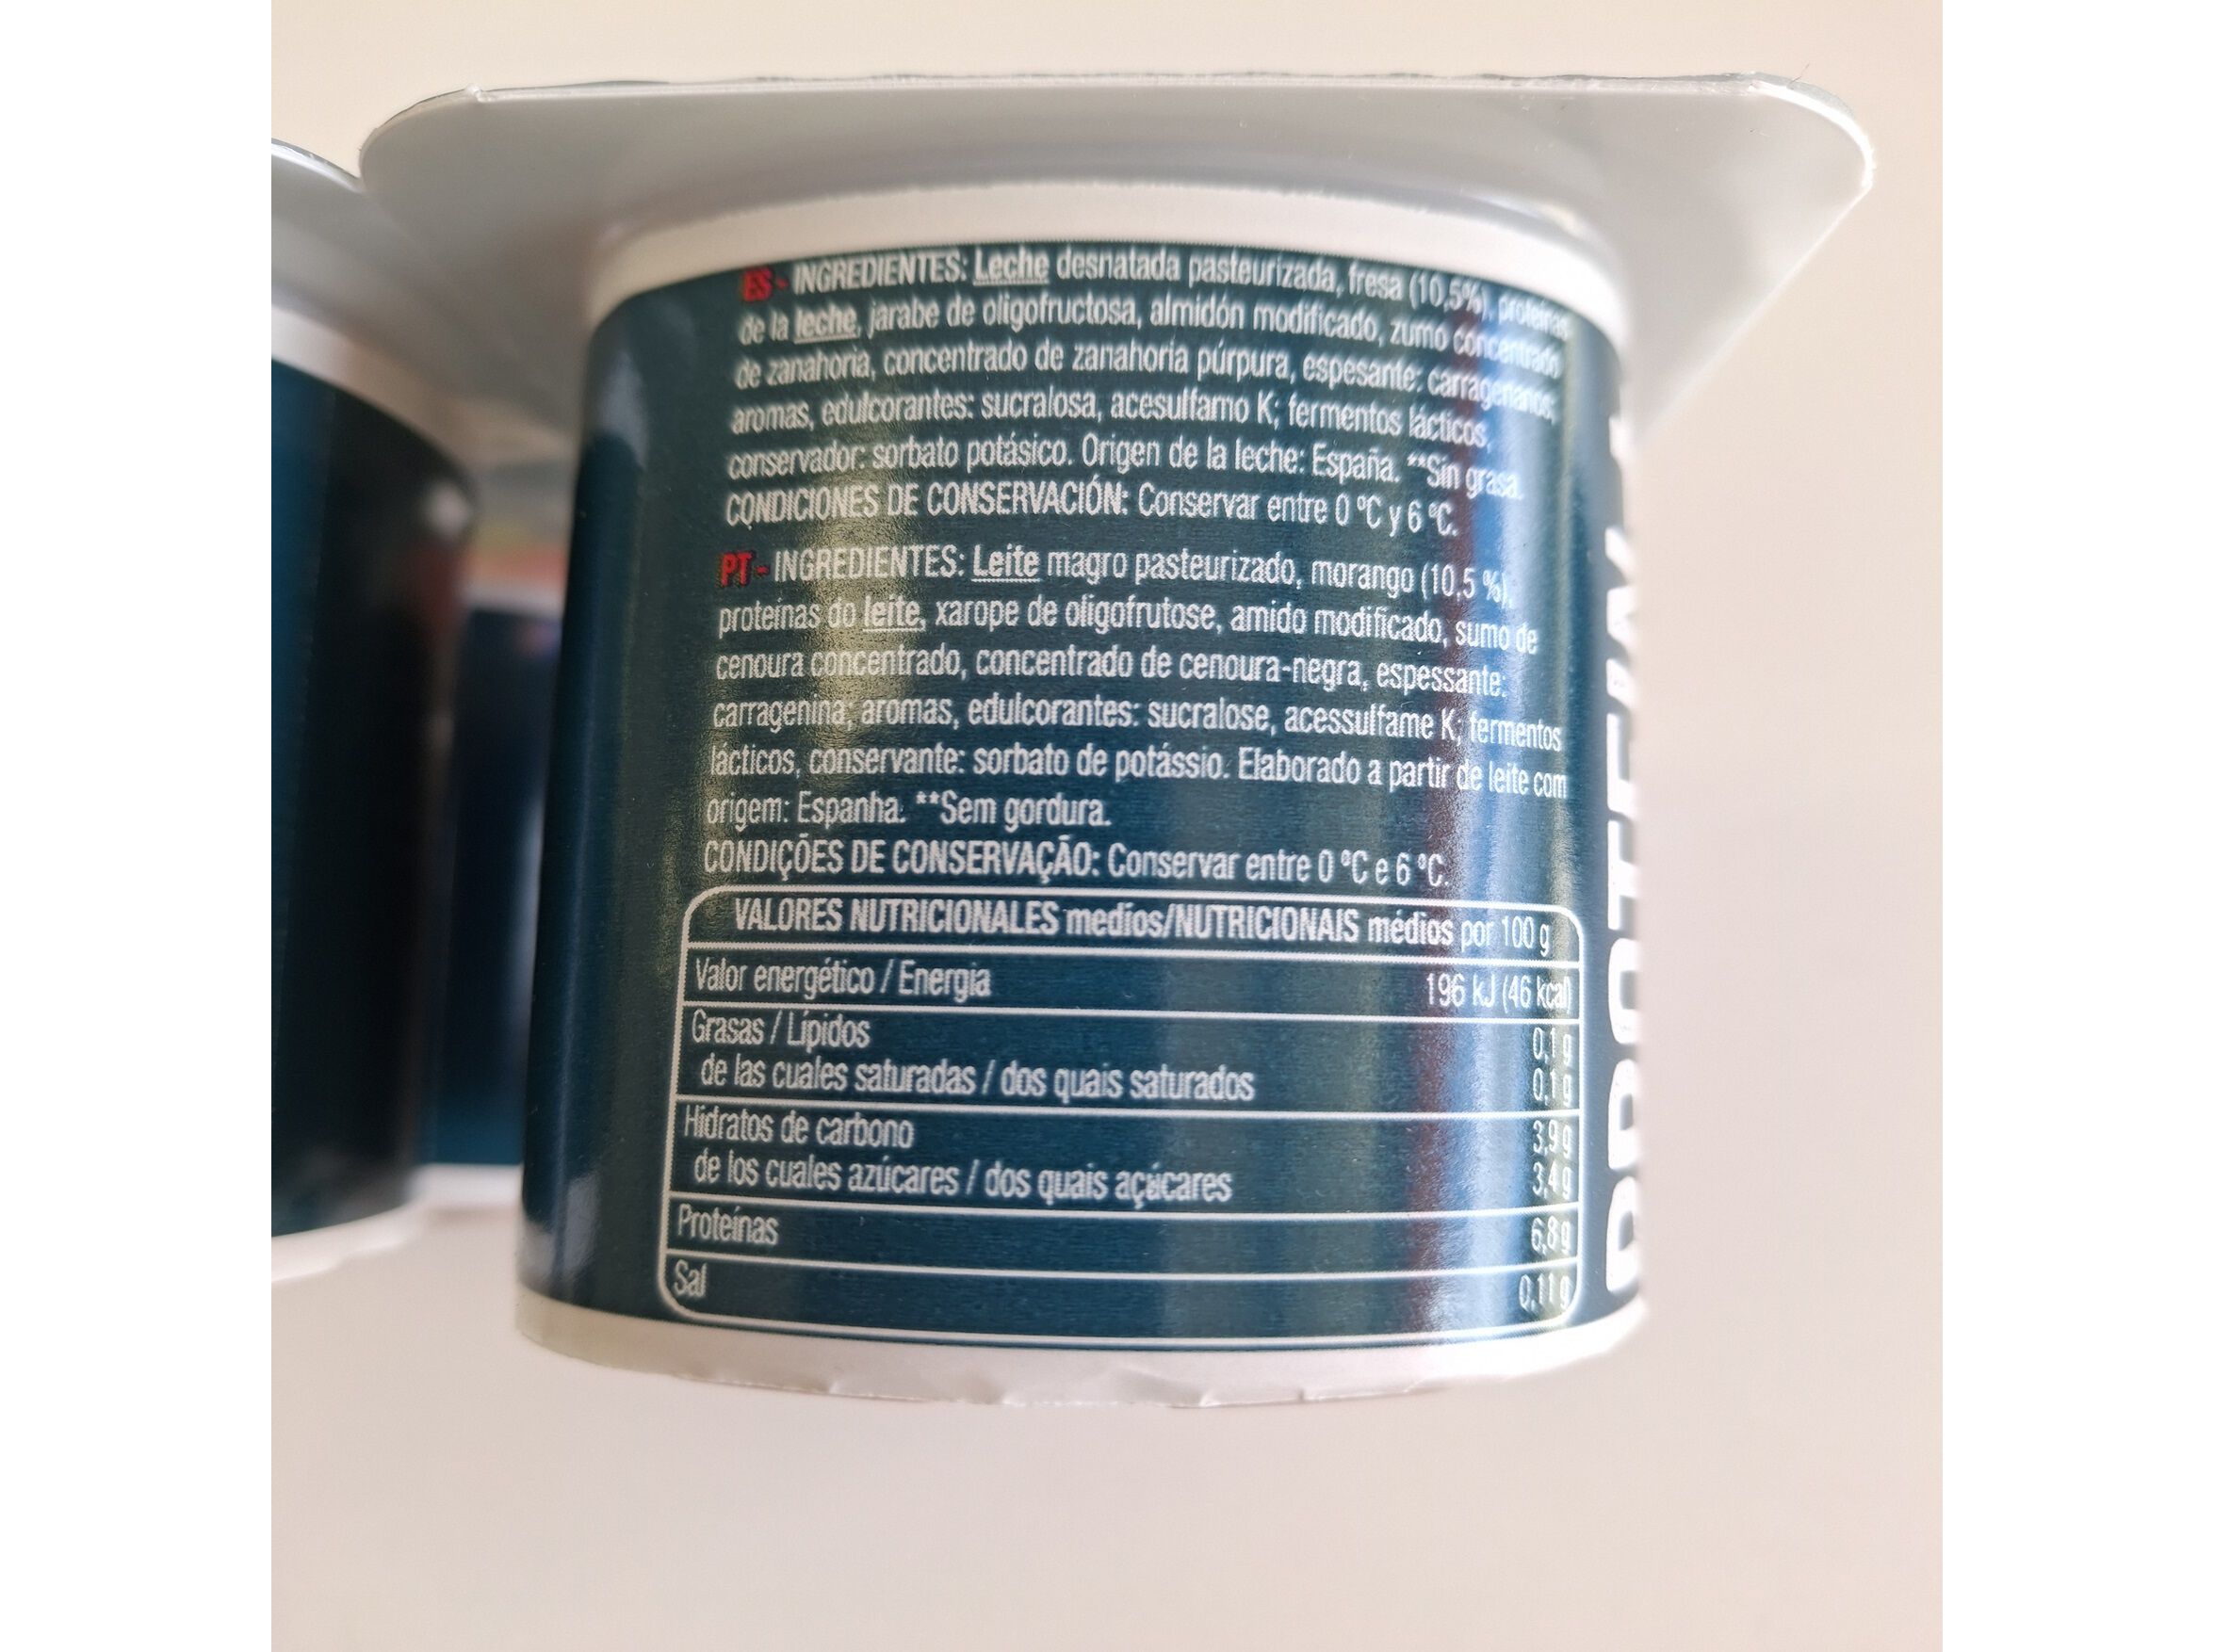 ES - INGREDIENTES: Leche desnatada pasteurizada, fresa (10,5%), proteínas
de la leche, jarabe de oligofructosa, almidón modificado, zumo concentrado
de zanahoria, concentrado de zanahoria púrpura, espesante: carragenanos;
aromas, edulcorantes: sucralosa, acesulfamo K; fermentos lácticos,
conservador: sorbato potásico. Origen de la leche: España. **Sin grasa.
CONDICIONES DE CONSERVACIÓN: Conservar entre 0 ºC y 6 ºC.
PT - INGREDIENTES: Leite magro pasteurizado, morango (10,5 %),
proteínas do leite, xarope de oligofrutose, amido modificado, sumo de
cenoura concentrado, concentrado de cenoura-negra, espessante:
carragenina; aromas, edulcorantes: sucralose, acessulfame K; fermentos
lácticos, conservante: sorbato de potássio. Elaborado a partir de leite com
origem: Espanha. **Sem gordura.
CONDIÇÕES DE CONSERVAÇÃO: Conservar entre 0 ºC e 6 ºC.
VALORES NUTRICIONALES medios/NUTRICIONAIS médios por 100 g
Valor energético / Energia 196 kJ (46 kcal)
Grasas / Lípidos 0,1 g
de las cuales saturadas / dos quais saturados 0,1 g
Hidratos de carbono 3,9 g
de los cuales azúcares / dos quais açúcares 3,4 g
Proteínas 6,8 g
Sal 0,11 g